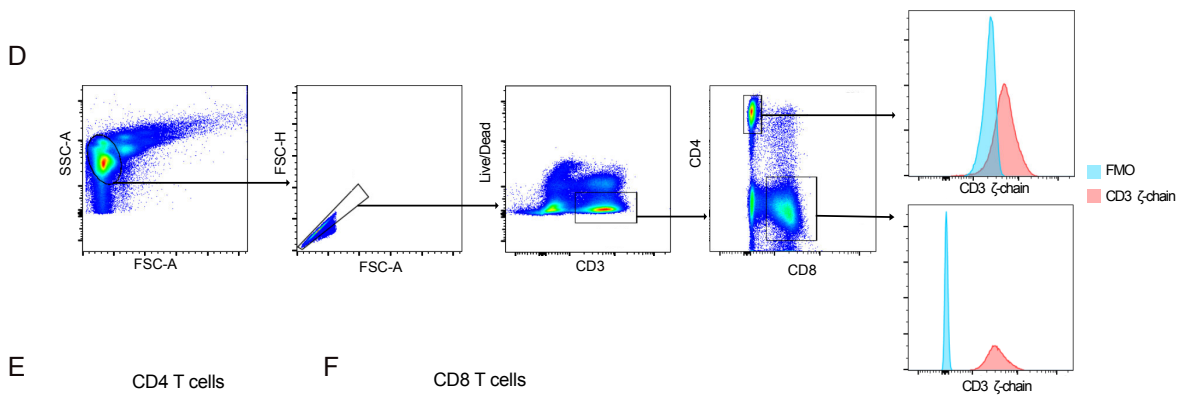 D
SSC-A
FSC-A
FSC-H
FSC-A
Live/Dead
CD3
CD4
CD8
CD3 ζ-chain
CD3 ζ-chain
FMO
CD3 ζ-chain
E
CD4 T cells
F
CD8 T cells